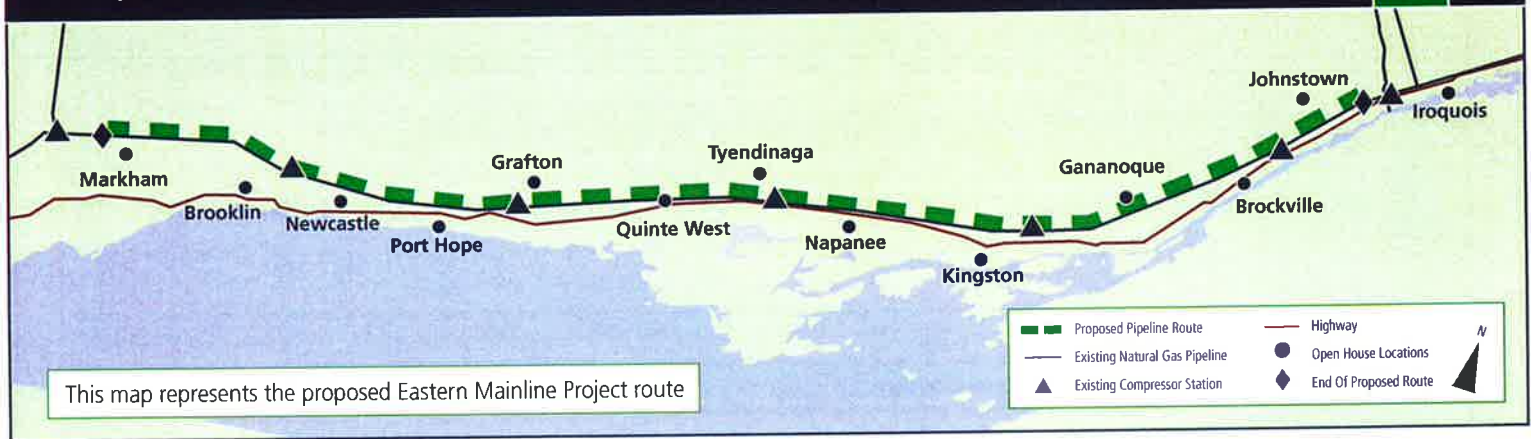 Johnstown
Iroquois
Tyendinaga
Grafton
Gananoque
Markham
Brooklin
Newcastle
Port Hope
Quinte West
Napanee
Kingston
Brockville
Proposed Pipeline Route
Existing Natural Gas Pipeline
Existing Compressor Station
Highway
Open House Locations
End Of Proposed Route
N
This map represents the proposed Eastern Mainline Project route